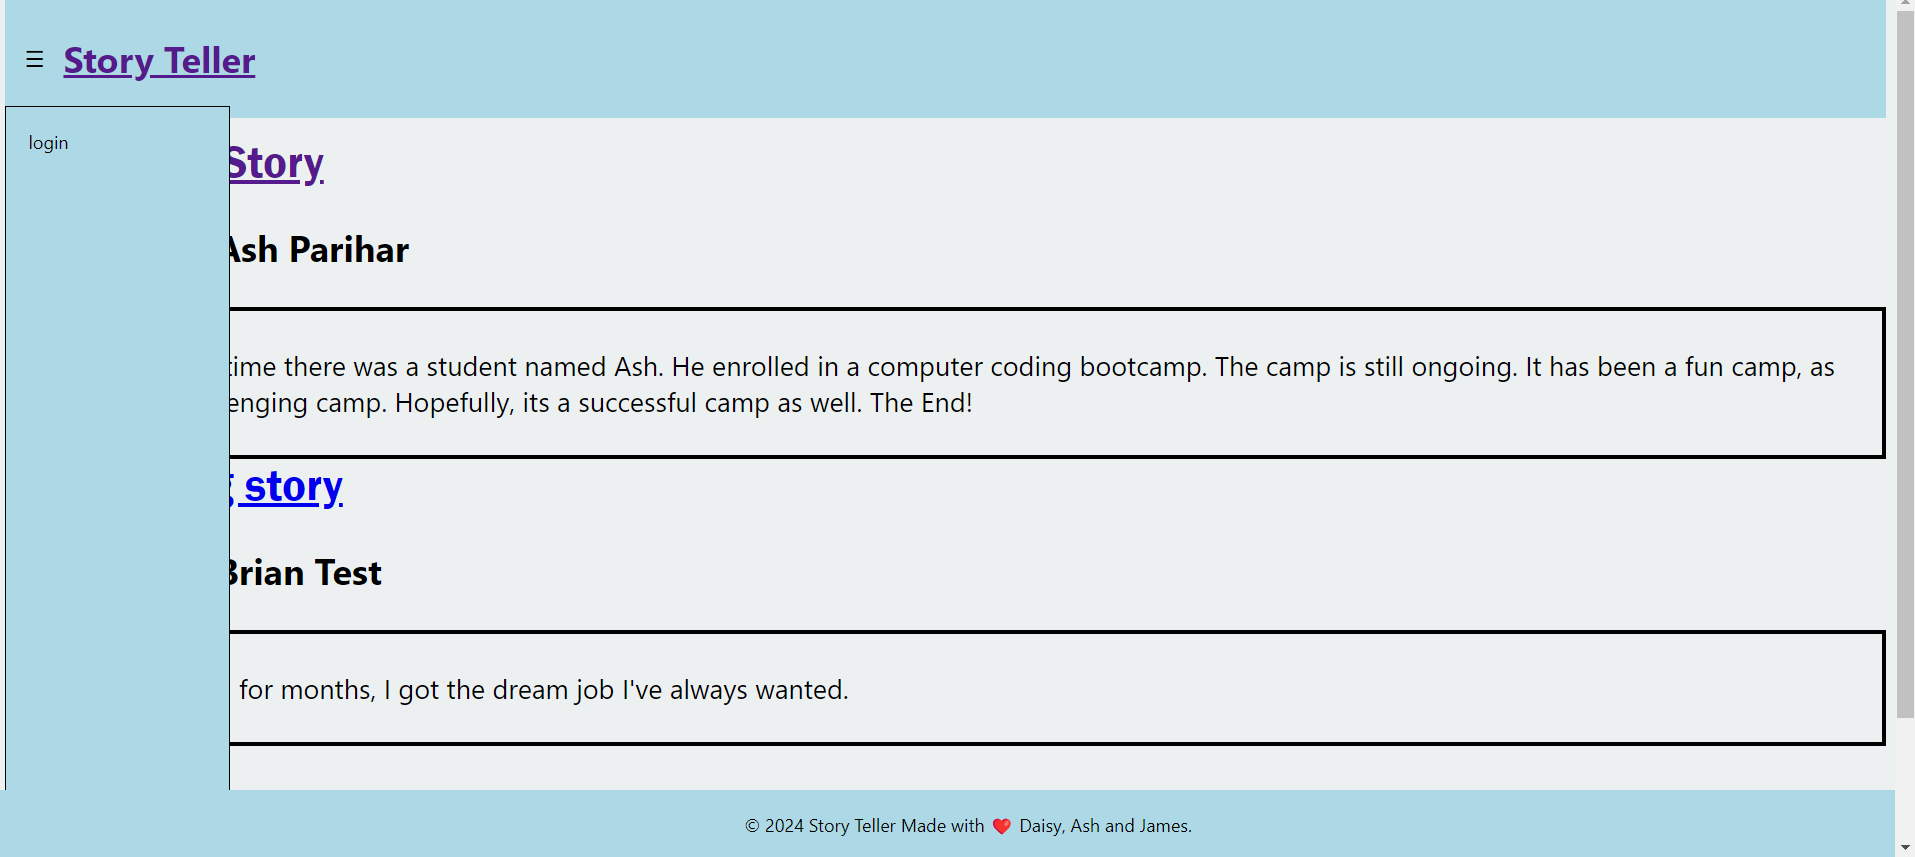 ☰ Story Teller
login
Story
Ash Parihar
time there was a student named Ash. He enrolled in a computer coding bootcamp. The camp is still ongoing. It has been a fun camp, as
enging camp. Hopefully, its a successful camp as well. The End!
story
Brian Test
for months, I got the dream job I've always wanted.
© 2024 Story Teller Made with ❤️ Daisy, Ash and James.